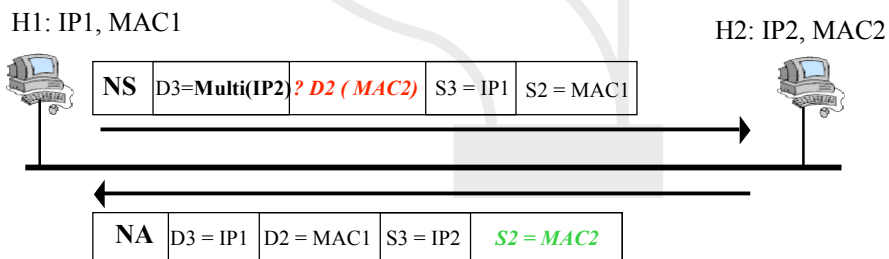 H1: IP1, MAC1
H2: IP2, MAC2
NS D3=Multi(IP2) ? D2 ( MAC2) S3 = IP1 S2 = MAC1
NA D3 = IP1 D2 = MAC1 S3 = IP2 S2 = MAC2